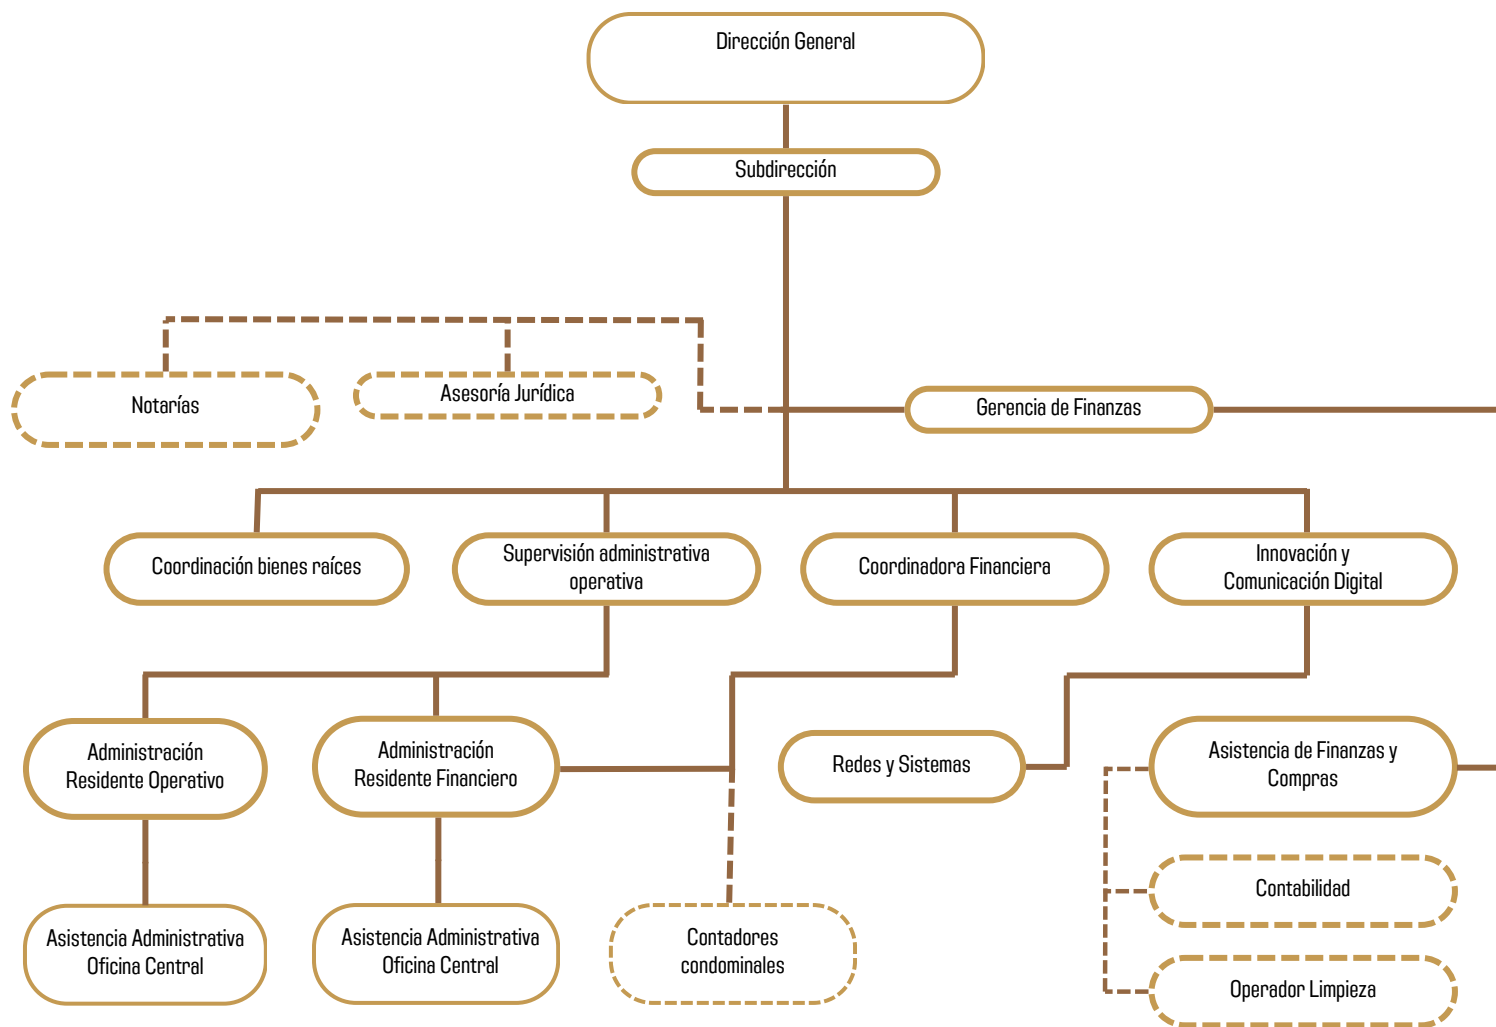 Dirección General
Subdirección
Notarías
Asesoría Jurídica
Gerencia de Finanzas
Coordinación bienes raíces
Supervisión administrativa
operativa
Coordinadora Financiera
Innovación y
Comunicación Digital
Administración
Residente Operativo
Administración
Residente Financiero
Redes y Sistemas
Asistencia de Finanzas y
Compras
Contabilidad
Asistencia Administrativa
Oficina Central
Asistencia Administrativa
Oficina Central
Contadores
condominales
Operador Limpieza